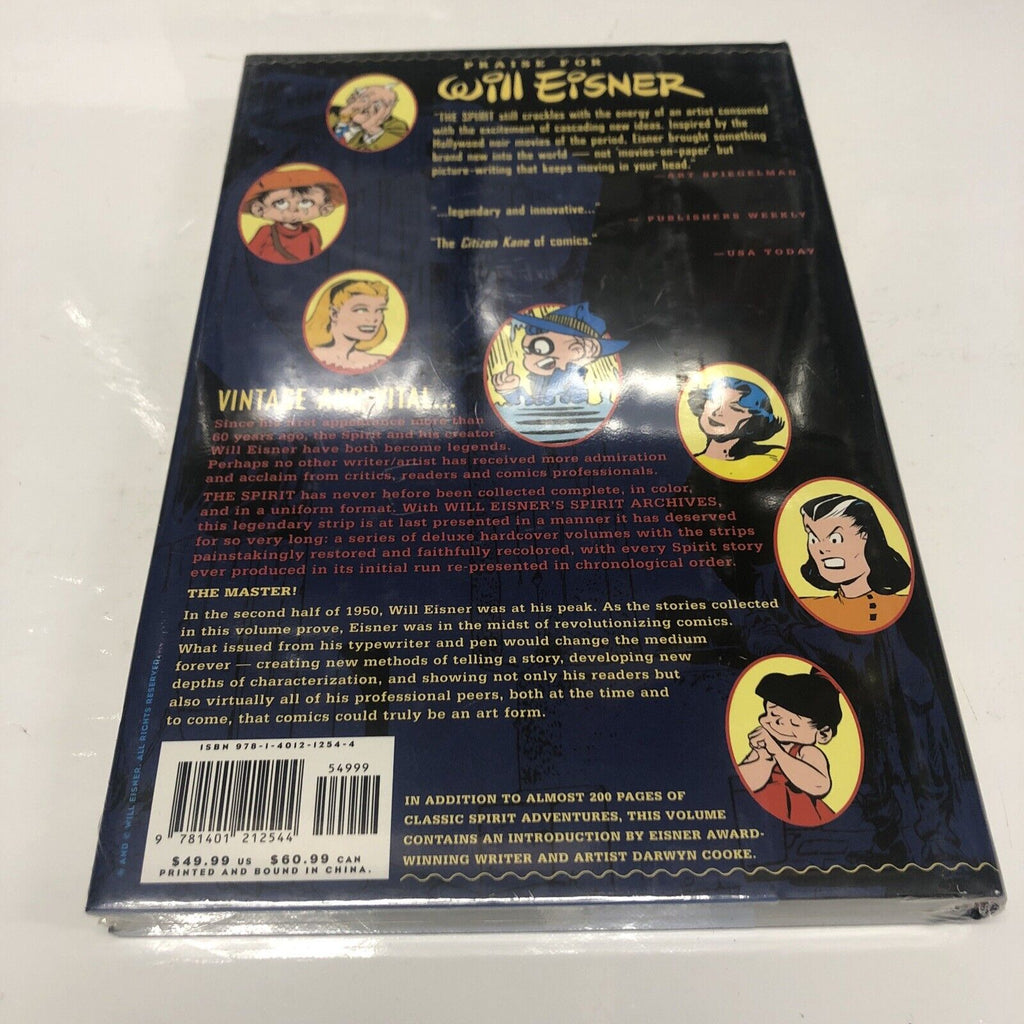 PRAISE FOR
Will EISNER
"THE SPIRIT still crackles with the energy of an artist consumed
with the excitement of cascading new ideas. Inspired by the
Hollywood noir movies of the period, Eisner brought something
brand new into the world — not 'movies-on-paper' but
picture-writing that keeps moving in your head."
—ART SPIEGELMAN
"...legendary and innovative..."
— PUBLISHERS WEEKLY
"The Citizen Kane of comics."
—USA TODAY
VINTAGE AND VITAL...
Since his first appearance more than
60 years ago, the Spirit and his creator
Will Eisner have both become legends.
Perhaps no other writer/artist has received more admiration
and acclaim from critics, readers and comics professionals.
THE SPIRIT has never before been collected complete, in color,
and in a uniform format. With WILL EISNER'S SPIRIT ARCHIVES,
this legendary strip is at last presented in a manner it has deserved
for so very long: a series of deluxe hardcover volumes with the strips
painstakingly restored and faithfully recolored, with every Spirit story
ever produced in its initial run re-presented in chronological order.
THE MASTER!
In the second half of 1950, Will Eisner was at his peak. As the stories collected
in this volume prove, Eisner was in the midst of revolutionizing comics.
What issued from his typewriter and pen would change the medium
forever — creating new methods of telling a story, developing new
depths of characterization, and showing not only his readers but
also virtually all of his professional peers, both at the time and
to come, that comics could truly be an art form.
AND © WILL EISNER. ALL RIGHTS RESERVED.
ISBN 978-1-4012-1254-4
54999
9 781401 212544
$49.99 US $60.99 CAN
PRINTED AND BOUND IN CHINA.
IN ADDITION TO ALMOST 200 PAGES OF
CLASSIC SPIRIT ADVENTURES, THIS VOLUME
CONTAINS AN INTRODUCTION BY EISNER AWARD-
WINNING WRITER AND ARTIST DARWYN COOKE.